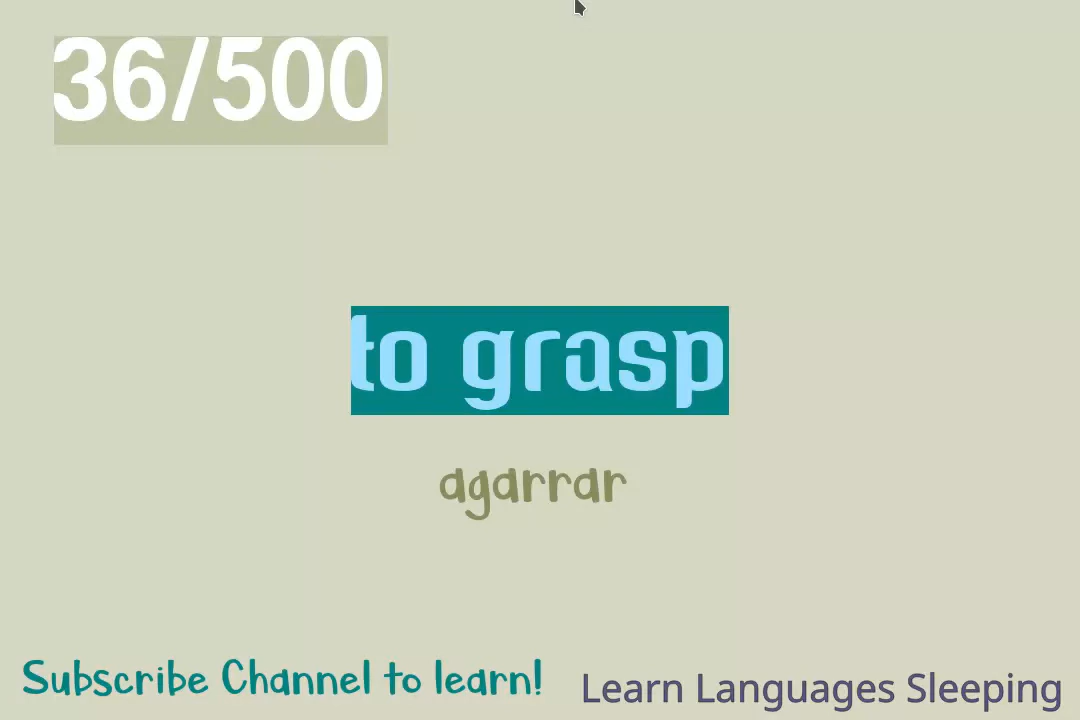 36/500
to grasp
agarrar
Subscribe Channel to learn!
Learn Languages Sleeping